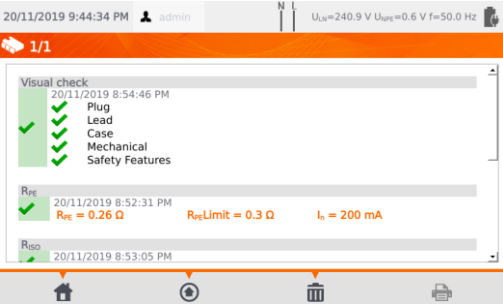 N L
20/11/2019 9:44:34 PM admin ULN=240.9 V UNPE=0.6 V f=50.0 Hz
1/1
Visual check
20/11/2019 8:54:46 PM
Plug
Lead
Case
Mechanical
Safety Features
RPE
20/11/2019 8:52:31 PM
RPE = 0.26 Ω RPELimit = 0.3 Ω In = 200 mA
RISO
20/11/2019 8:53:05 PM